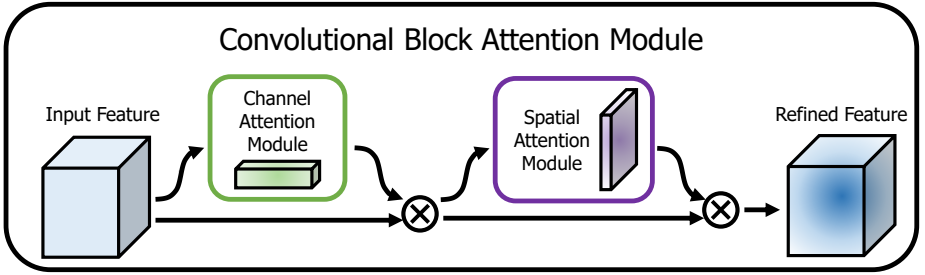 Convolutional Block Attention Module
Input Feature
Channel
Attention
Module
Spatial
Attention
Module
Refined Feature